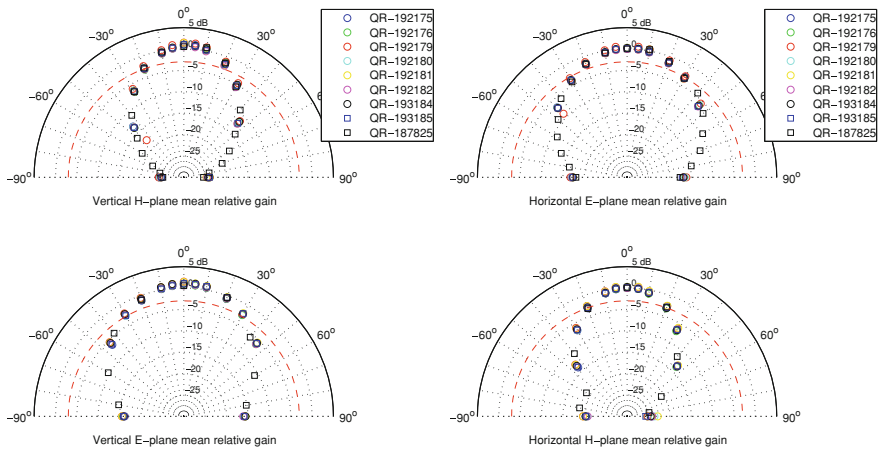 0°
5 dB
−30°
30°
−60°
60°
−90°
90°
0
−5
−10
−15
−20
−25
QR−192175
QR−192176
QR−192179
QR−192180
QR−192181
QR−192182
QR−193184
QR−193185
QR−187825
Vertical H−plane mean relative gain
0°
5 dB
−30°
30°
−60°
−90°
90°
0
−5
−10
−15
−20
−25
QR−192175
QR−192176
QR−192179
QR−192180
QR−192181
QR−192182
QR−193184
QR−193185
QR−187825
Horizontal E−plane mean relative gain
0°
5 dB
−30°
30°
−60°
60°
−90°
90°
0
−5
−10
−15
−20
−25
Vertical E−plane mean relative gain
0°
5 dB
−30°
30°
−60°
60°
−90°
90°
0
−5
−10
−15
−20
−25
Horizontal H−plane mean relative gain